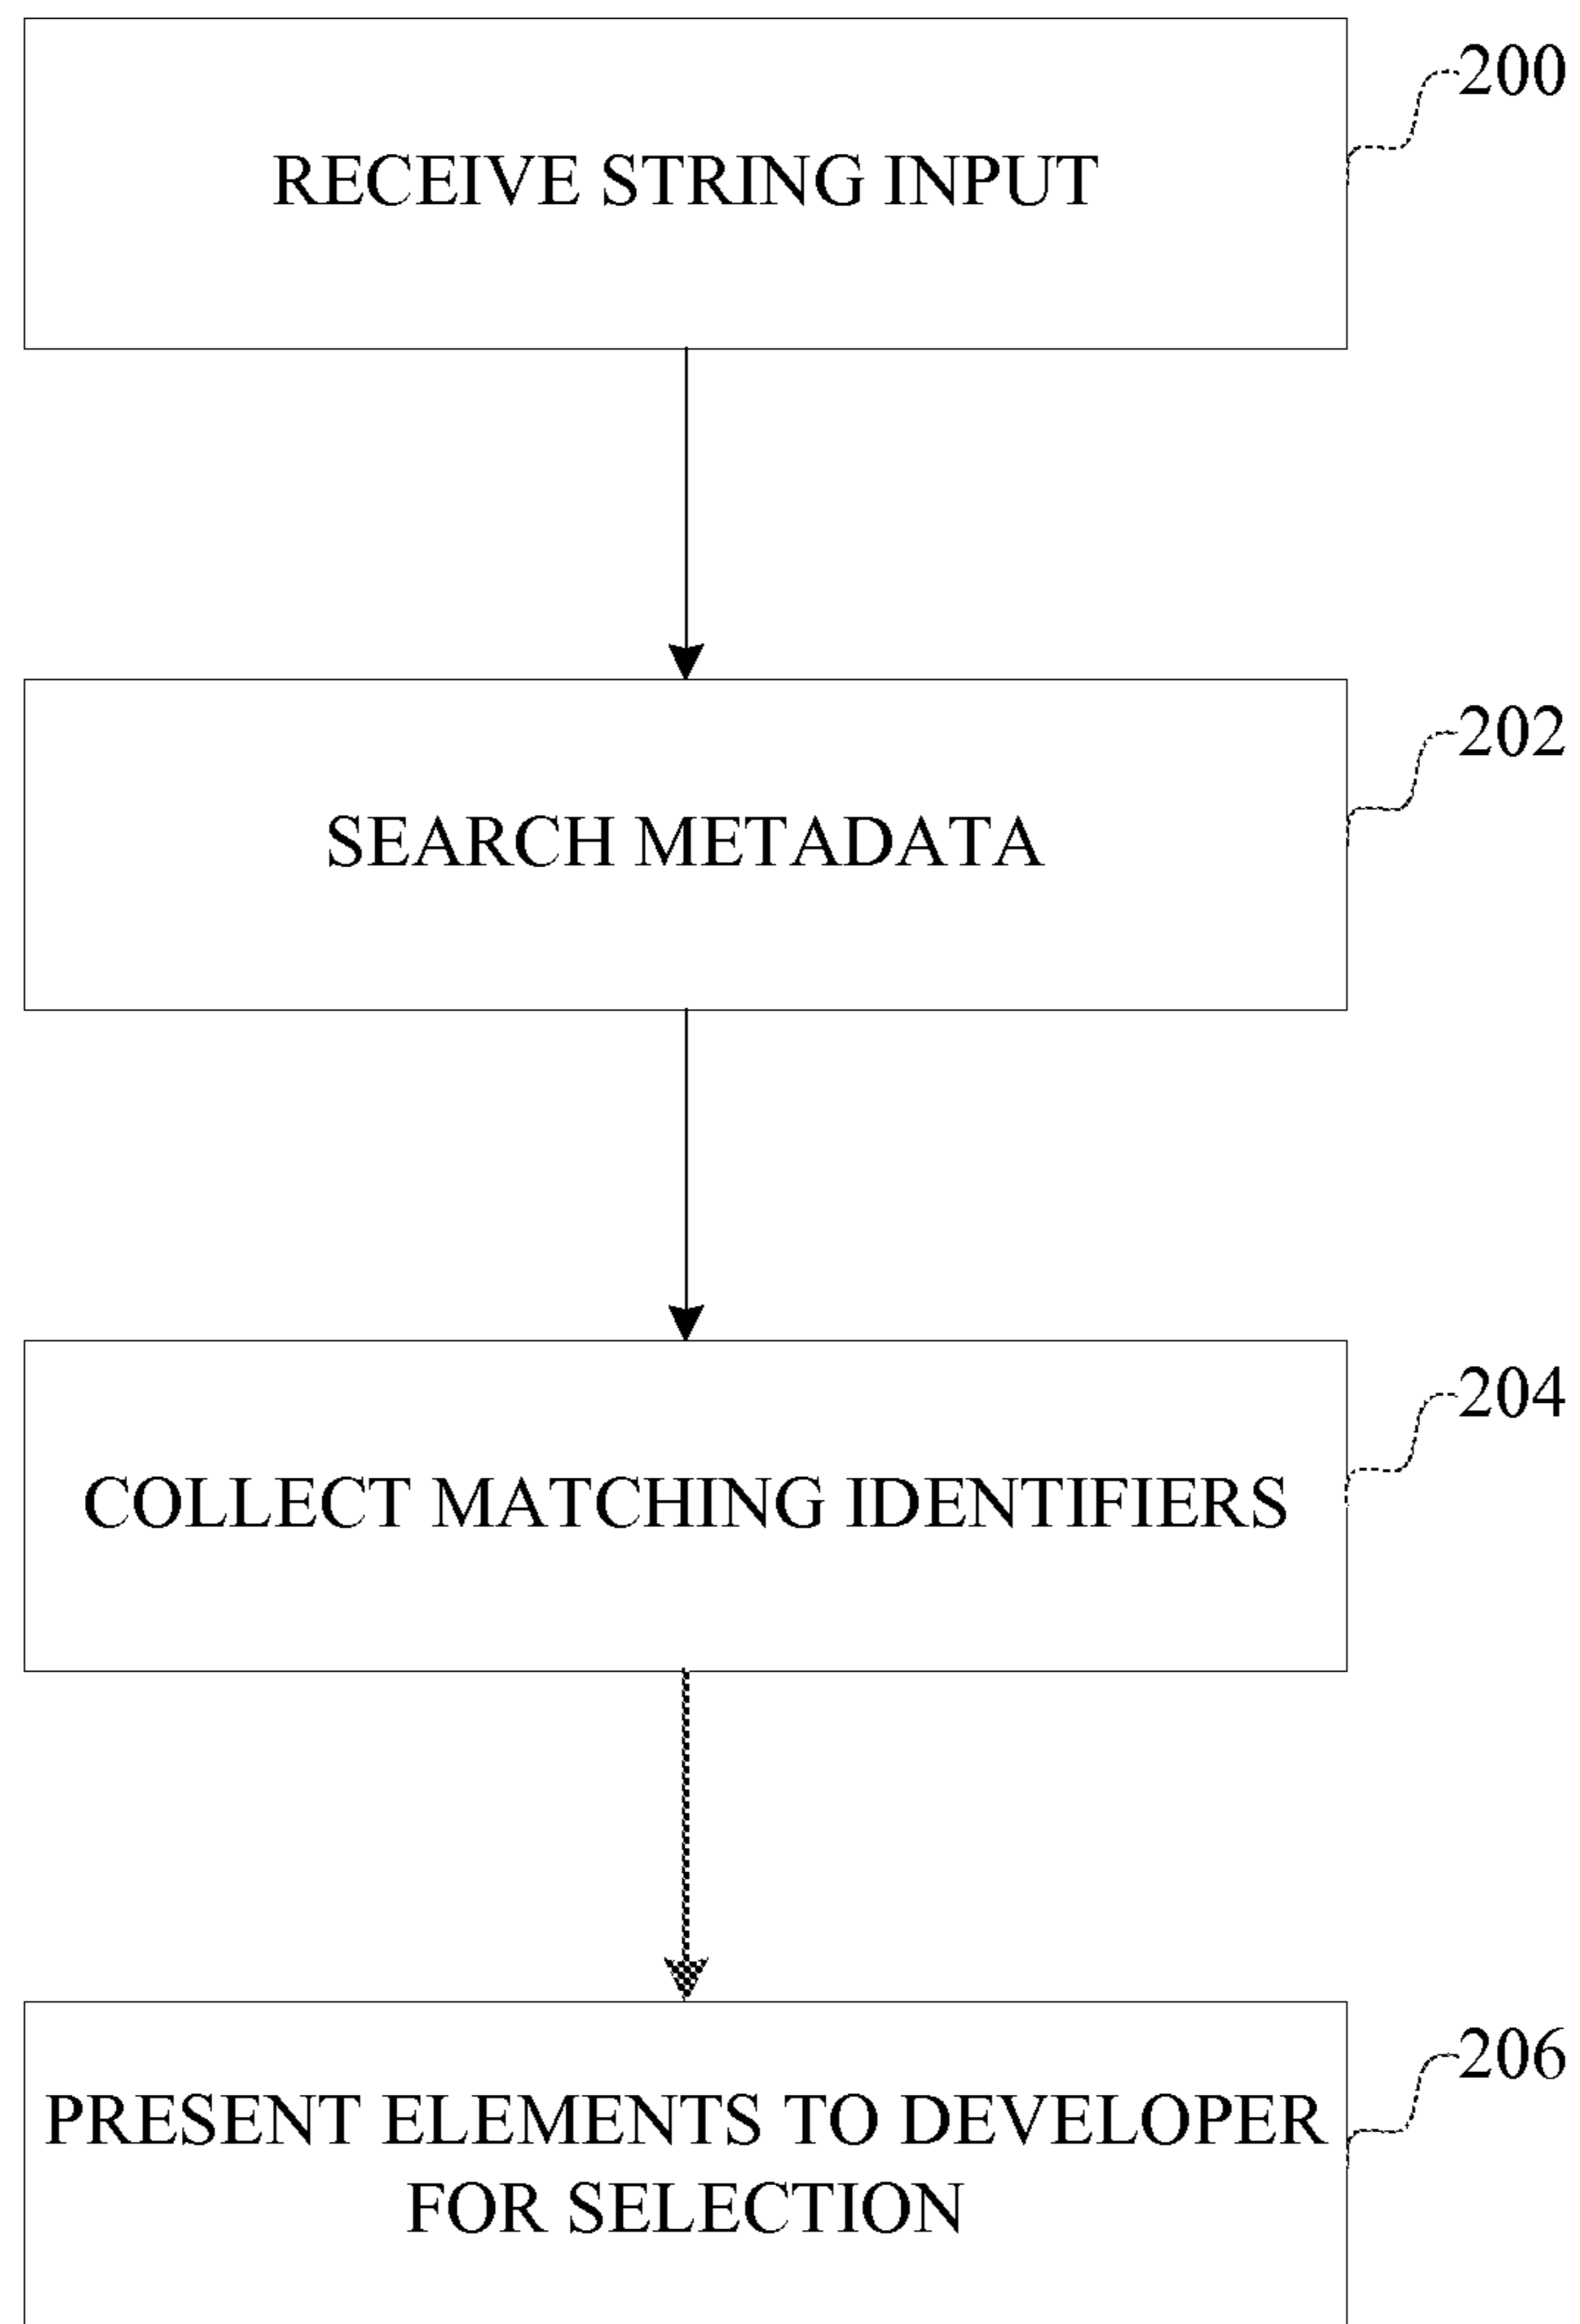 RECEIVE STRING INPUT
200
SEARCH METADATA
202
COLLECT MATCHING IDENTIFIERS
204
PRESENT ELEMENTS TO DEVELOPER
FOR SELECTION
206